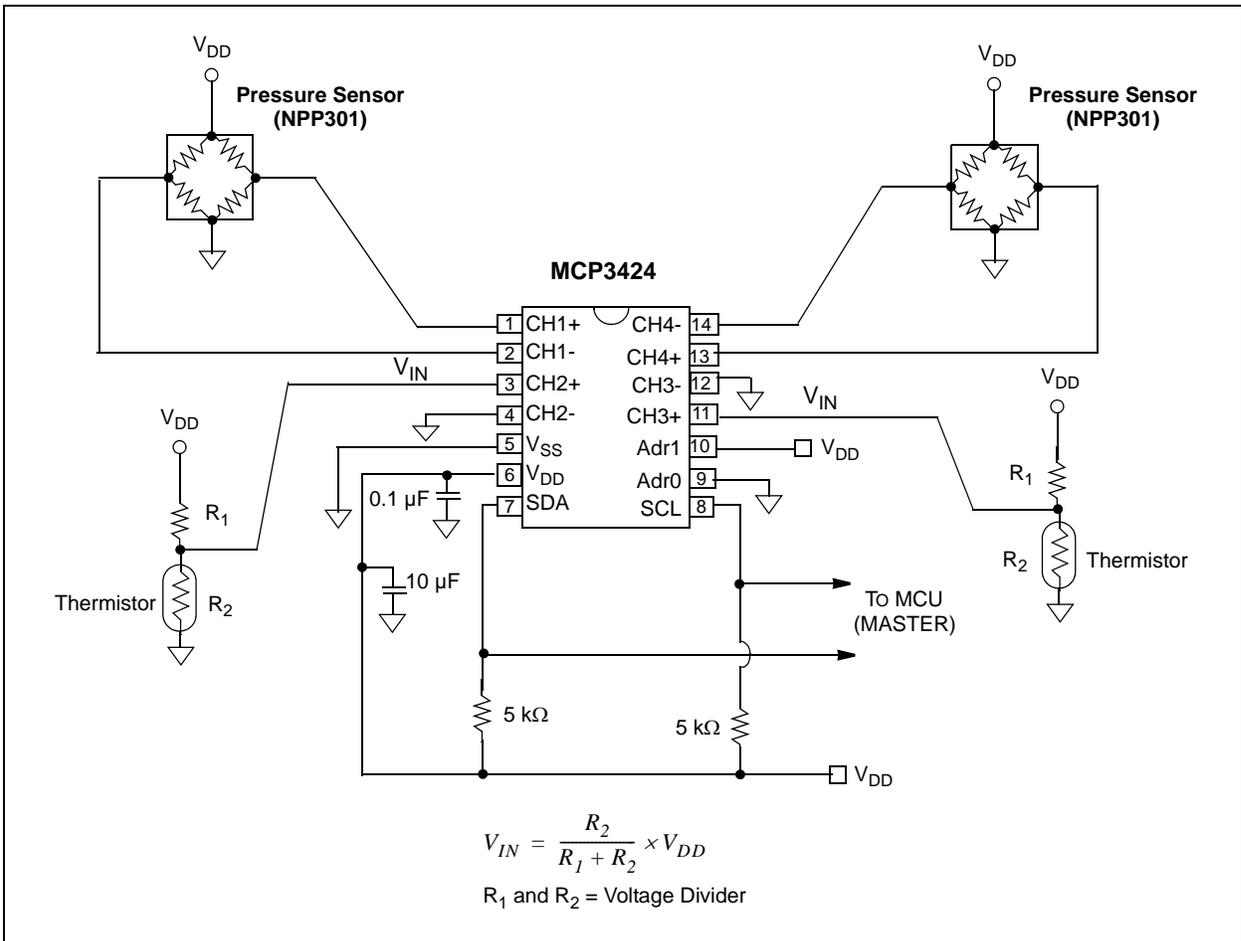 V_DD
Pressure Sensor
(NPP301)
V_DD
Pressure Sensor
(NPP301)
MCP3424
1 CH1+ CH4- 14
2 CH1- CH4+ 13
V_IN
3 CH2+ CH3- 12
4 CH2- CH3+ 11
V_IN
5 V_SS Adr1 10
V_DD
6 V_DD Adr0 9
7 SDA SCL 8
V_DD
R_1
Thermistor R_2
0.1 µF
10 µF
V_DD
R_1
R_2 Thermistor
TO MCU
(MASTER)
5 kΩ
5 kΩ
V_DD
V_IN = R_2 / (R_1 + R_2) × V_DD
R_1 and R_2 = Voltage Divider